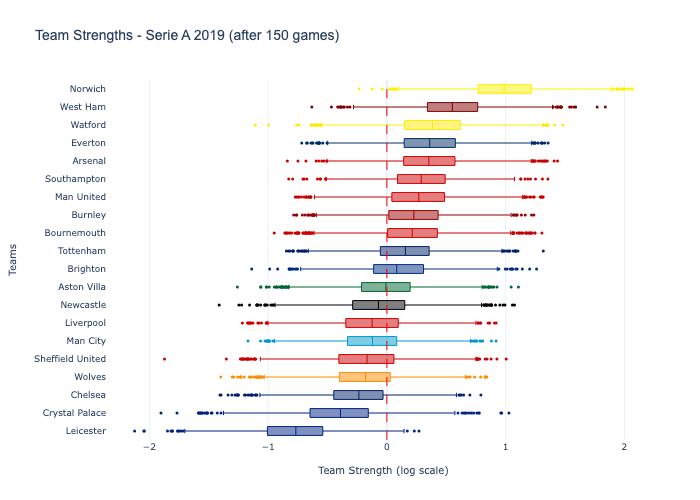 Team Strengths - Serie A 2019 (after 150 games)
Norwich
West Ham
Watford
Everton
Arsenal
Southampton
Man United
Burnley
Bournemouth
Tottenham
Brighton
Aston Villa
Newcastle
Liverpool
Man City
Sheffield United
Wolves
Chelsea
Crystal Palace
Leicester
Teams
−2 −1 0 1 2
Team Strength (log scale)